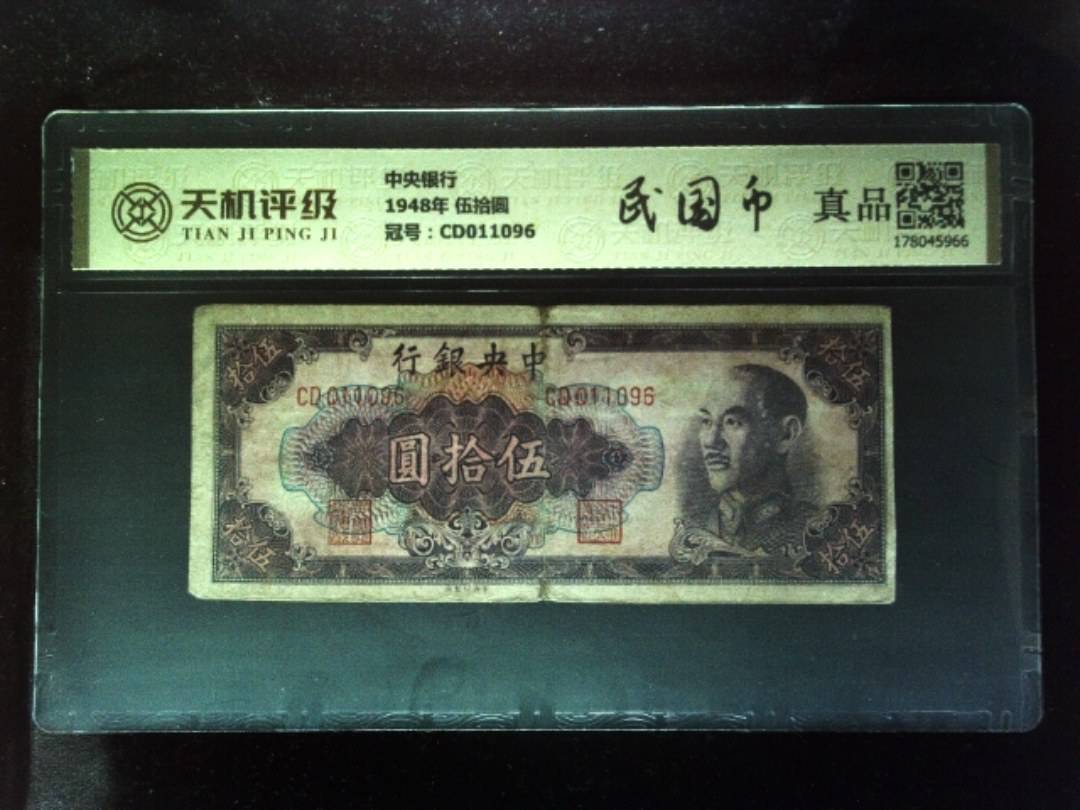 天机评级
TIAN JI PING JI
中央银行
1948年 伍拾圆
冠号：CD011096
民国币
真品
178045966
行銀央中
CD011096
CD011096
圓拾伍
拾伍
拾伍
拾伍
拾伍